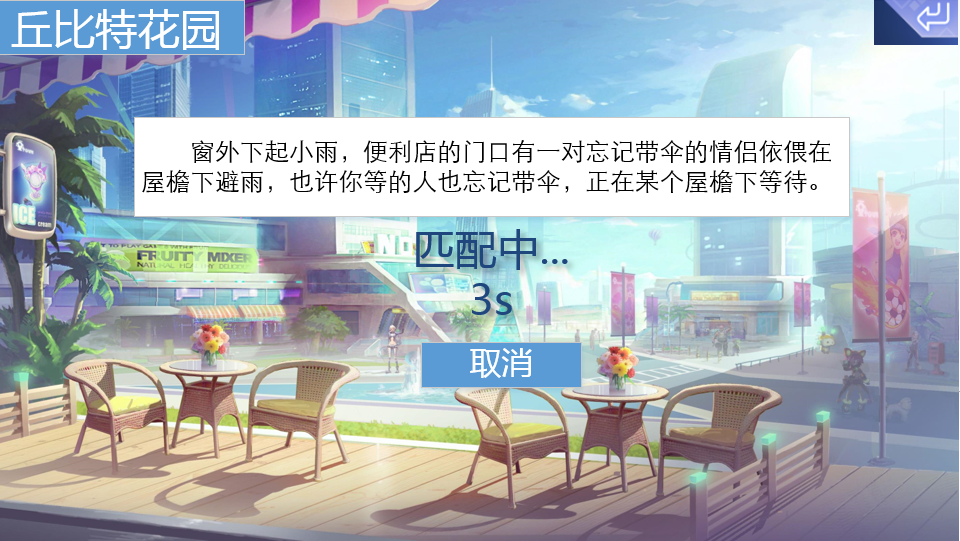 丘比特花园
窗外下起小雨，便利店的门口有一对忘记带伞的情侣依偎在
屋檐下避雨，也许你等的人也忘记带伞，正在某个屋檐下等待。
匹配中...
3s
取消
ICE
cream
FRUITY MIXER
NO